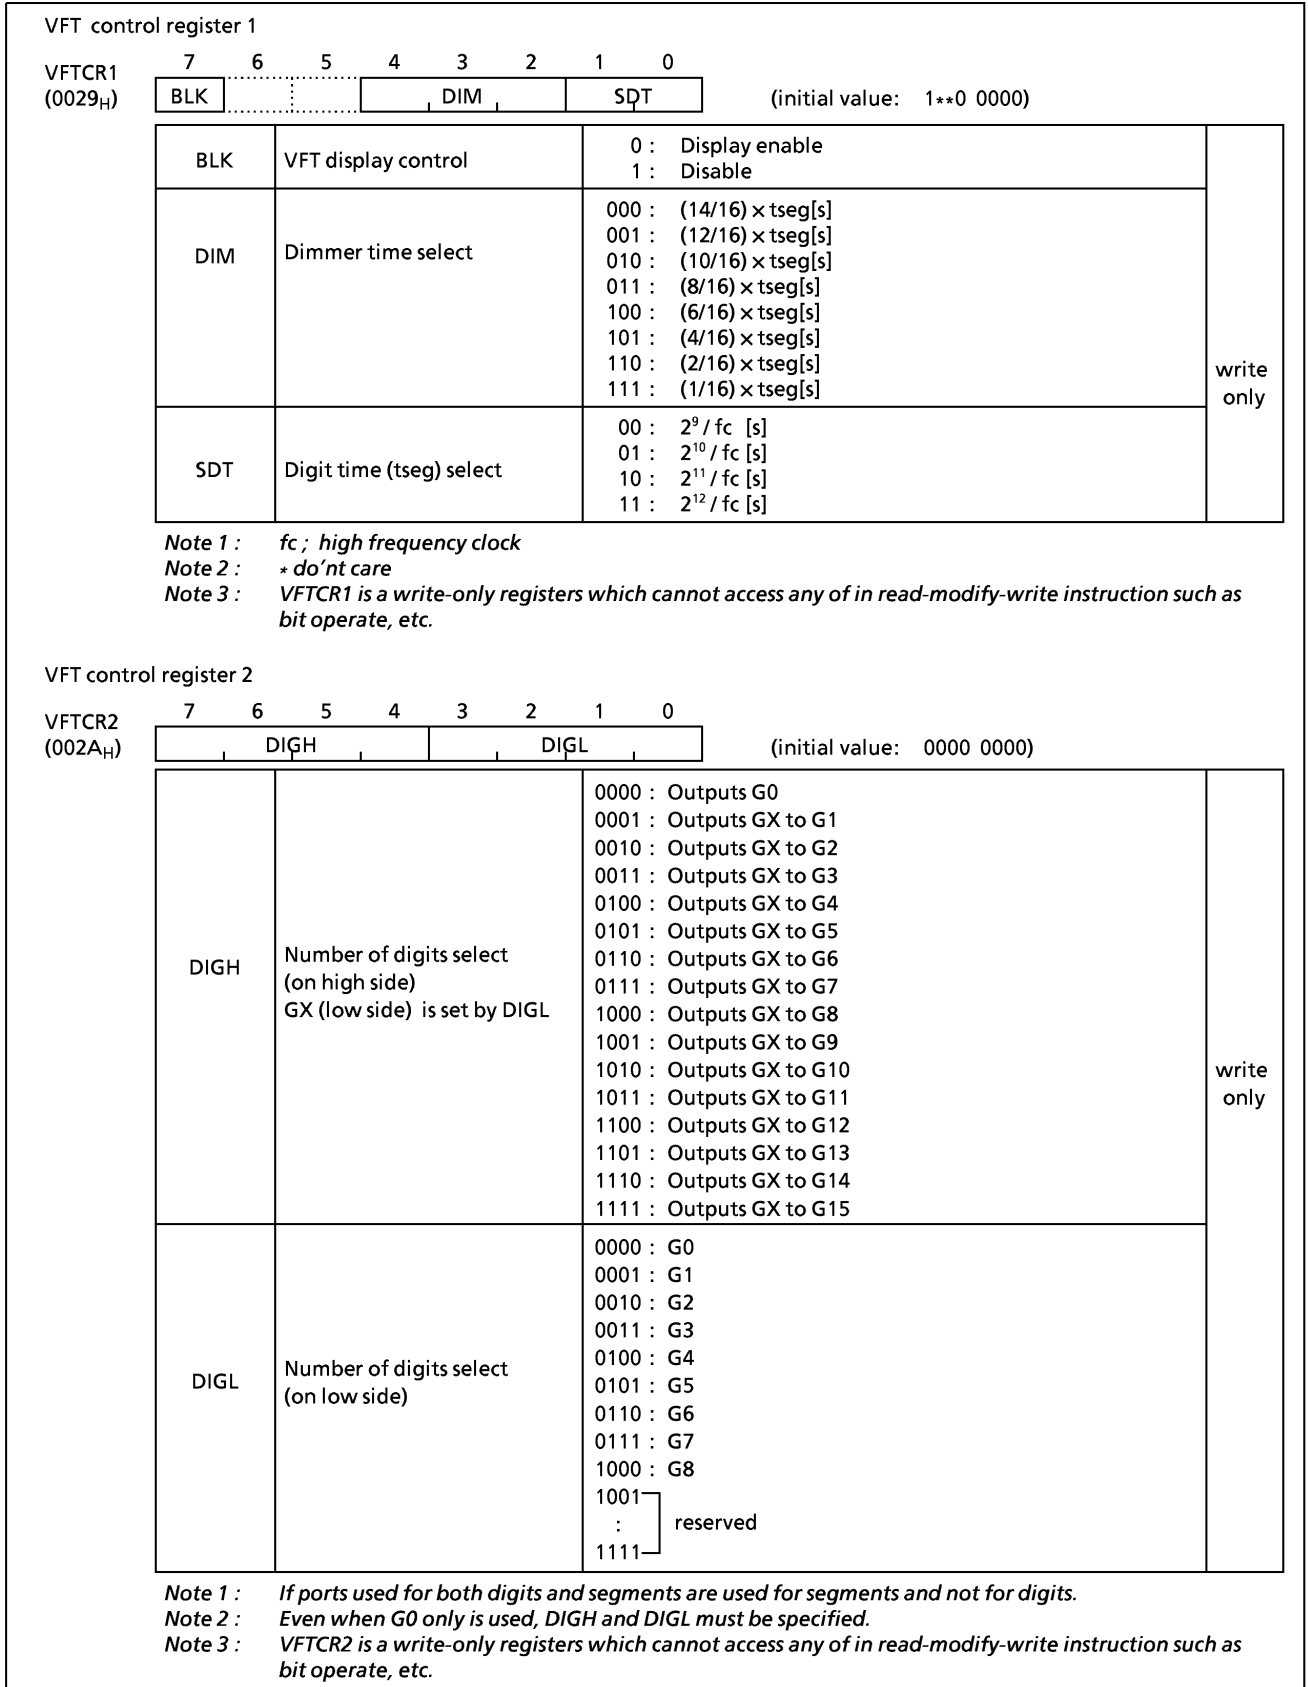 VFT control register 1
7 6 5 4 3 2 1 0
VFTCR1
(0029H)
BLK DIM SDT (initial value: 1**0 0000)
BLK VFT display control
0 : Display enable
1 : Disable
DIM Dimmer time select
000 : (14/16) × tseg[s]
001 : (12/16) × tseg[s]
010 : (10/16) × tseg[s]
011 : (8/16) × tseg[s]
100 : (6/16) × tseg[s]
101 : (4/16) × tseg[s]
110 : (2/16) × tseg[s]
111 : (1/16) × tseg[s]
SDT Digit time (tseg) select
00 : 2⁹ / fc [s]
01 : 2¹⁰ / fc [s]
10 : 2¹¹ / fc [s]
11 : 2¹² / fc [s]
write
only
Note 1 : fc ; high frequency clock
Note 2 : * do'nt care
Note 3 : VFTCR1 is a write-only registers which cannot access any of in read-modify-write instruction such as
bit operate, etc.
VFT control register 2
7 6 5 4 3 2 1 0
VFTCR2
(002AH)
DIGH DIGL (initial value: 0000 0000)
DIGH
Number of digits select
(on high side)
GX (low side) is set by DIGL
0000 : Outputs G0
0001 : Outputs GX to G1
0010 : Outputs GX to G2
0011 : Outputs GX to G3
0100 : Outputs GX to G4
0101 : Outputs GX to G5
0110 : Outputs GX to G6
0111 : Outputs GX to G7
1000 : Outputs GX to G8
1001 : Outputs GX to G9
1010 : Outputs GX to G10
1011 : Outputs GX to G11
1100 : Outputs GX to G12
1101 : Outputs GX to G13
1110 : Outputs GX to G14
1111 : Outputs GX to G15
DIGL
Number of digits select
(on low side)
0000 : G0
0001 : G1
0010 : G2
0011 : G3
0100 : G4
0101 : G5
0110 : G6
0111 : G7
1000 : G8
1001
: reserved
1111
write
only
Note 1 : If ports used for both digits and segments are used for segments and not for digits.
Note 2 : Even when G0 only is used, DIGH and DIGL must be specified.
Note 3 : VFTCR2 is a write-only registers which cannot access any of in read-modify-write instruction such as
bit operate, etc.